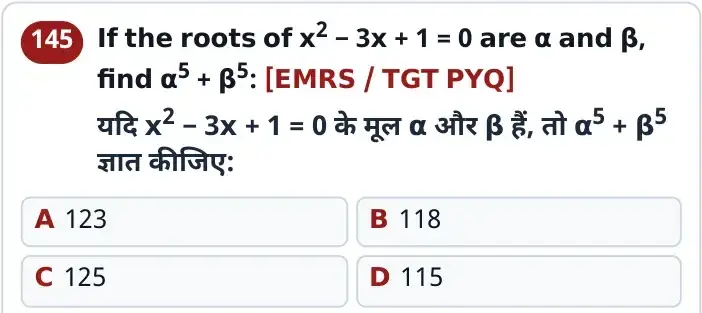 145 If the roots of x² − 3x + 1 = 0 are α and β,
find α⁵ + β⁵: [EMRS / TGT PYQ]
यदि x² − 3x + 1 = 0 के मूल α और β हैं, तो α⁵ + β⁵
ज्ञात कीजिए:
A 123
B 118
C 125
D 115